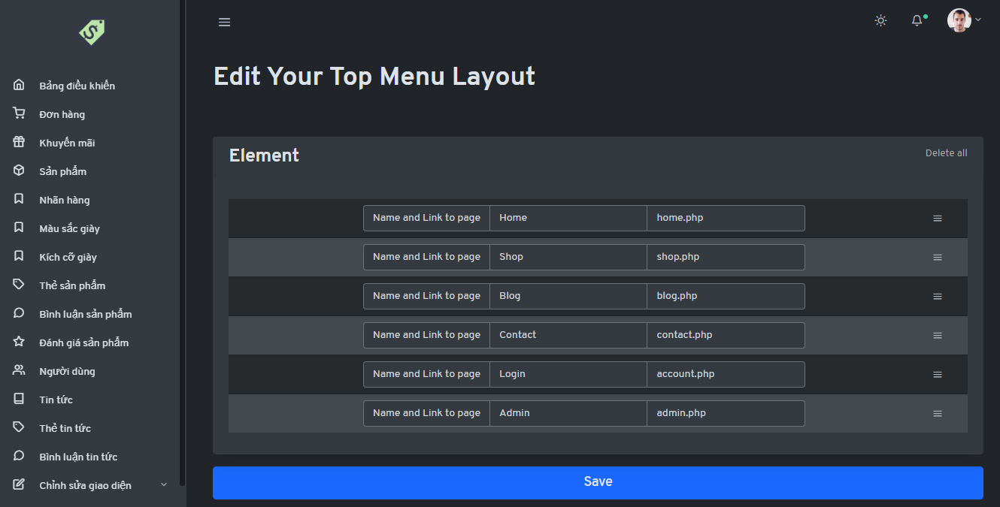 Bảng điều khiến
Đơn hàng
Khuyến mãi
Sản phẩm
Nhãn hàng
Màu sắc giày
Kích cỡ giày
Thẻ sản phẩm
Bình luận sản phẩm
Đánh giá sản phẩm
Người dùng
Tin tức
Thẻ tin tức
Bình luận tin tức
Chỉnh sửa giao diện
Edit Your Top Menu Layout
Element
Delete all
Name and Link to page Home home.php
Name and Link to page Shop shop.php
Name and Link to page Blog blog.php
Name and Link to page Contact contact.php
Name and Link to page Login account.php
Name and Link to page Admin admin.php
Save